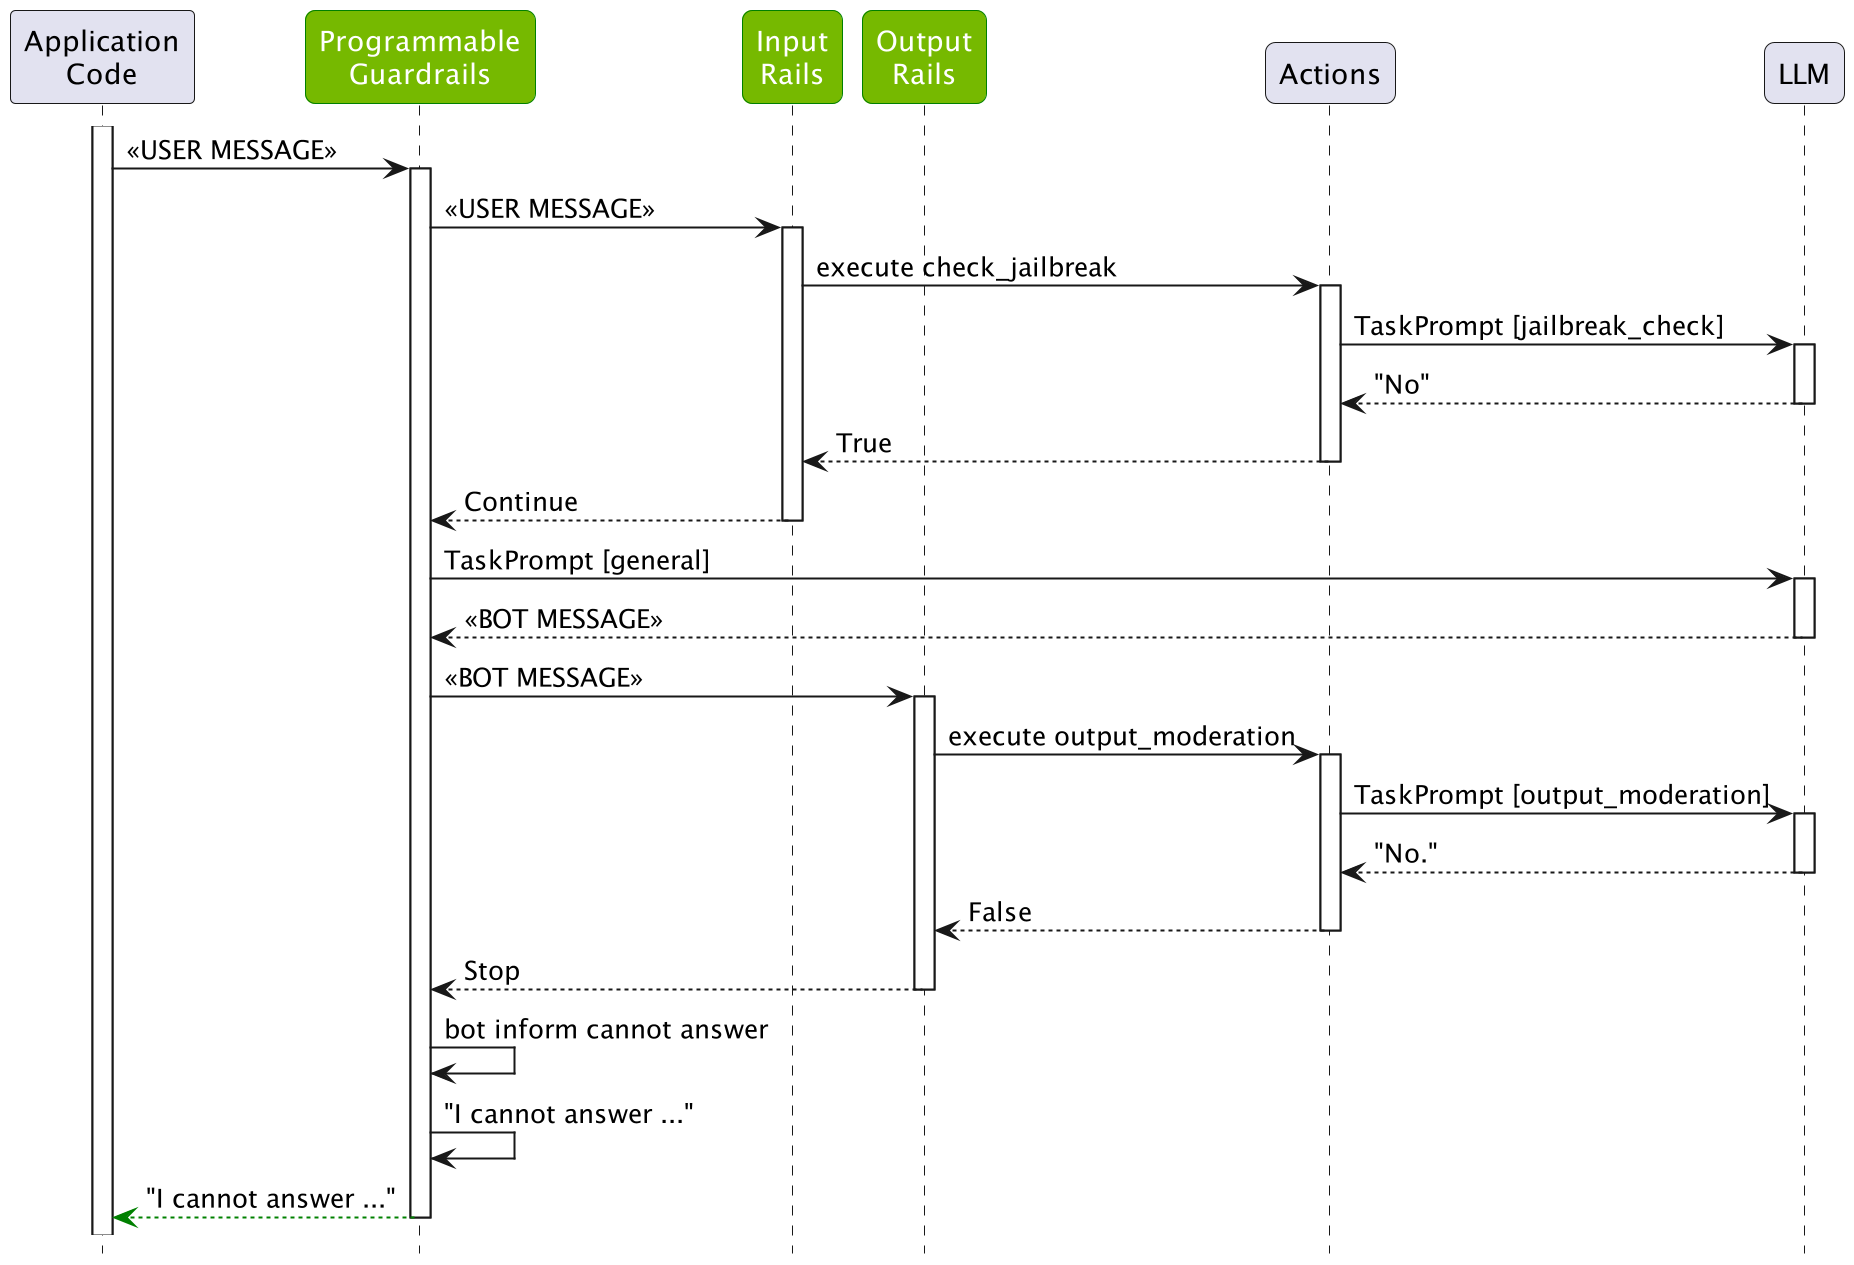 Application
Code
Programmable
Guardrails
Input
Rails
Output
Rails
Actions
LLM
«USER MESSAGE»
«USER MESSAGE»
execute check_jailbreak
TaskPrompt [jailbreak_check]
"No"
True
Continue
TaskPrompt [general]
«BOT MESSAGE»
«BOT MESSAGE»
execute output_moderation
TaskPrompt [output_moderation]
"No."
False
Stop
bot inform cannot answer
"I cannot answer ..."
"I cannot answer ..."